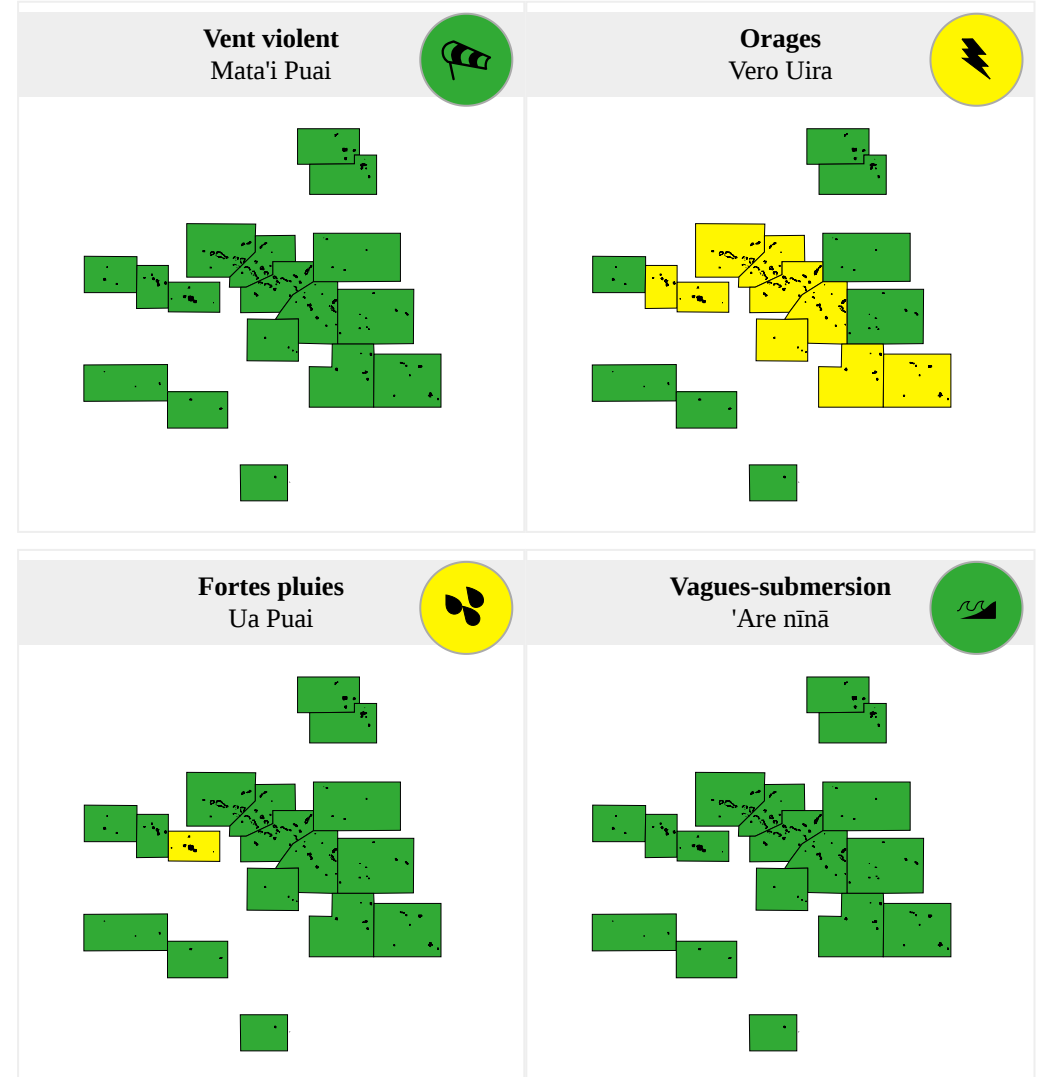 Vent violent
Mata'i Puai
Orages
Vero Uira
Fortes pluies
Ua Puai
Vagues-submersion
'Are nīnā